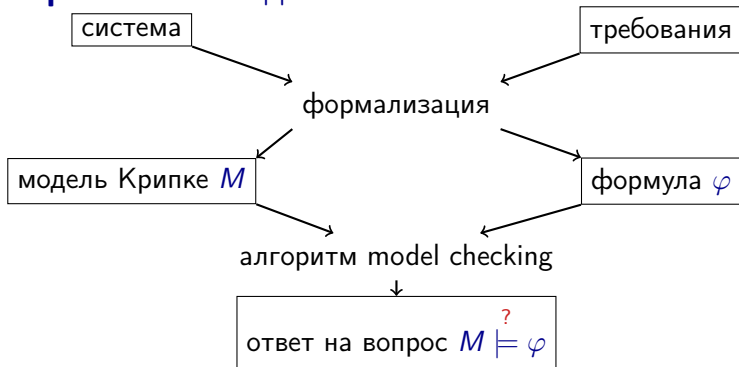 система
требования
формализация
модель Крипке M
формула φ
алгоритм model checking
?
ответ на вопрос M ⊨ φ